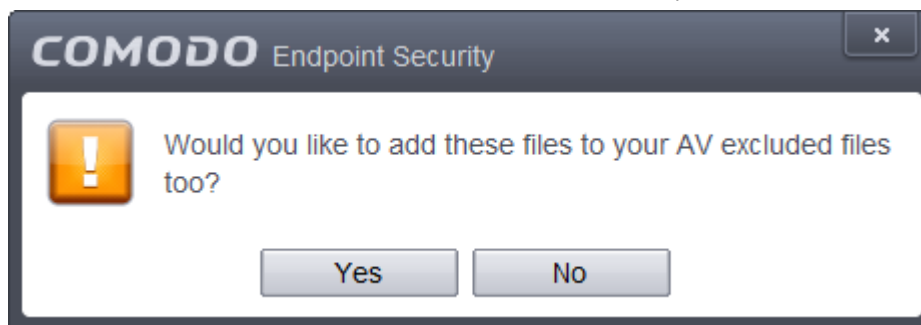 COMODO Endpoint Security
Would you like to add these files to your AV excluded files
too?
Yes No